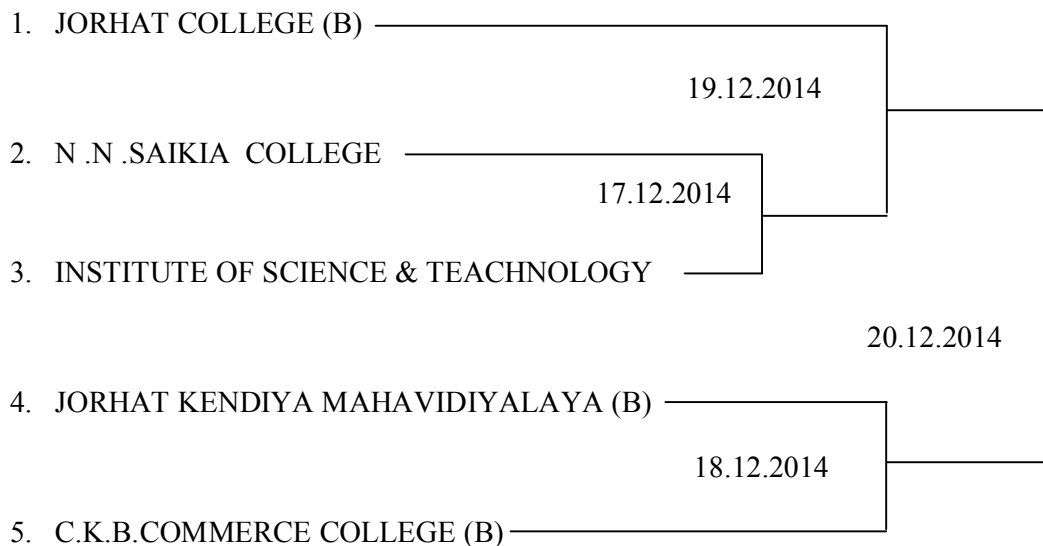 1. JORHAT COLLEGE (B)
19.12.2014
2. N .N .SAIKIA COLLEGE
17.12.2014
3. INSTITUTE OF SCIENCE & TEACHNOLOGY
20.12.2014
4. JORHAT KENDIYA MAHAVIDIYALAYA (B)
18.12.2014
5. C.K.B.COMMERCE COLLEGE (B)